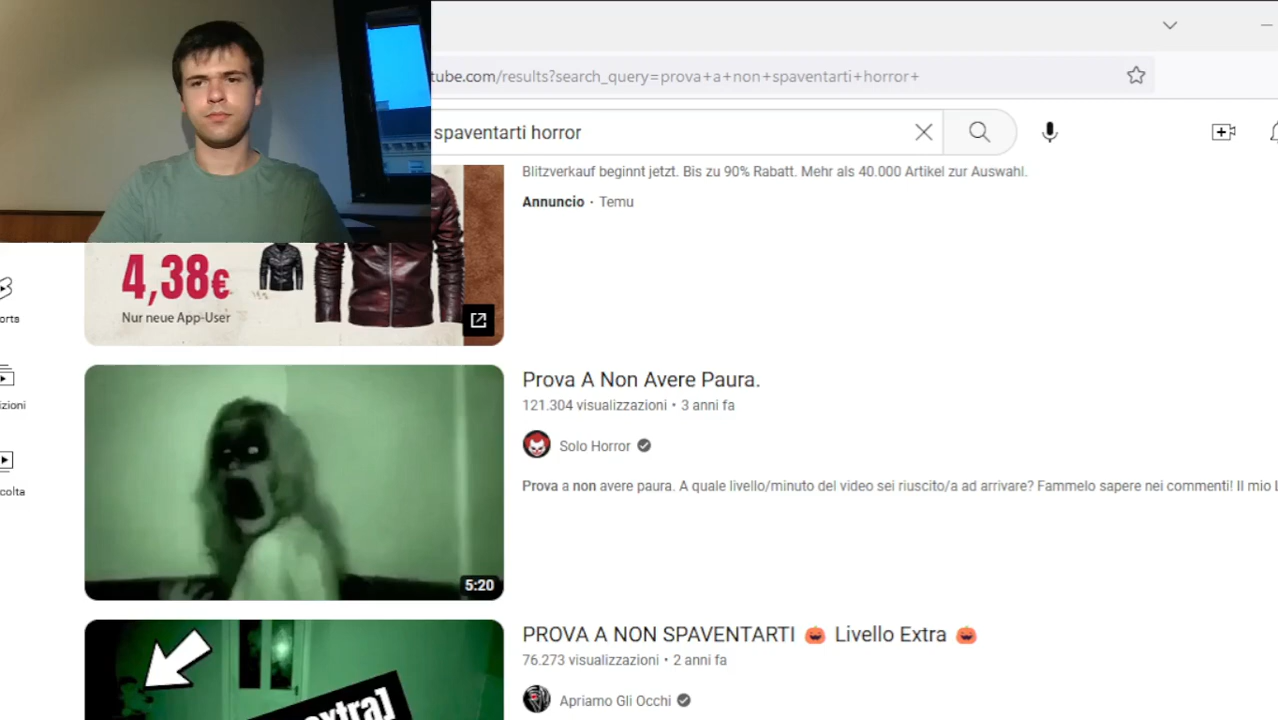 tube.com/results?search_query=prova+a+non+spaventarti+horror+
spaventarti horror
Blitzverkauf beginnt jetzt. Bis zu 90% Rabatt. Mehr als 40.000 Artikel zur Auswahl.
Annuncio · Temu
4,38€
Nur neue App-User
orts
izioni
colta
Prova A Non Avere Paura.
121.304 visualizzazioni • 3 anni fa
Solo Horror
Prova a non avere paura. A quale livello/minuto del video sei riuscito/a ad arrivare? Fammelo sapere nei commenti! Il mio L
5:20
PROVA A NON SPAVENTARTI 🎃 Livello Extra 🎃
76.273 visualizzazioni • 2 anni fa
Apriamo Gli Occhi
extra]